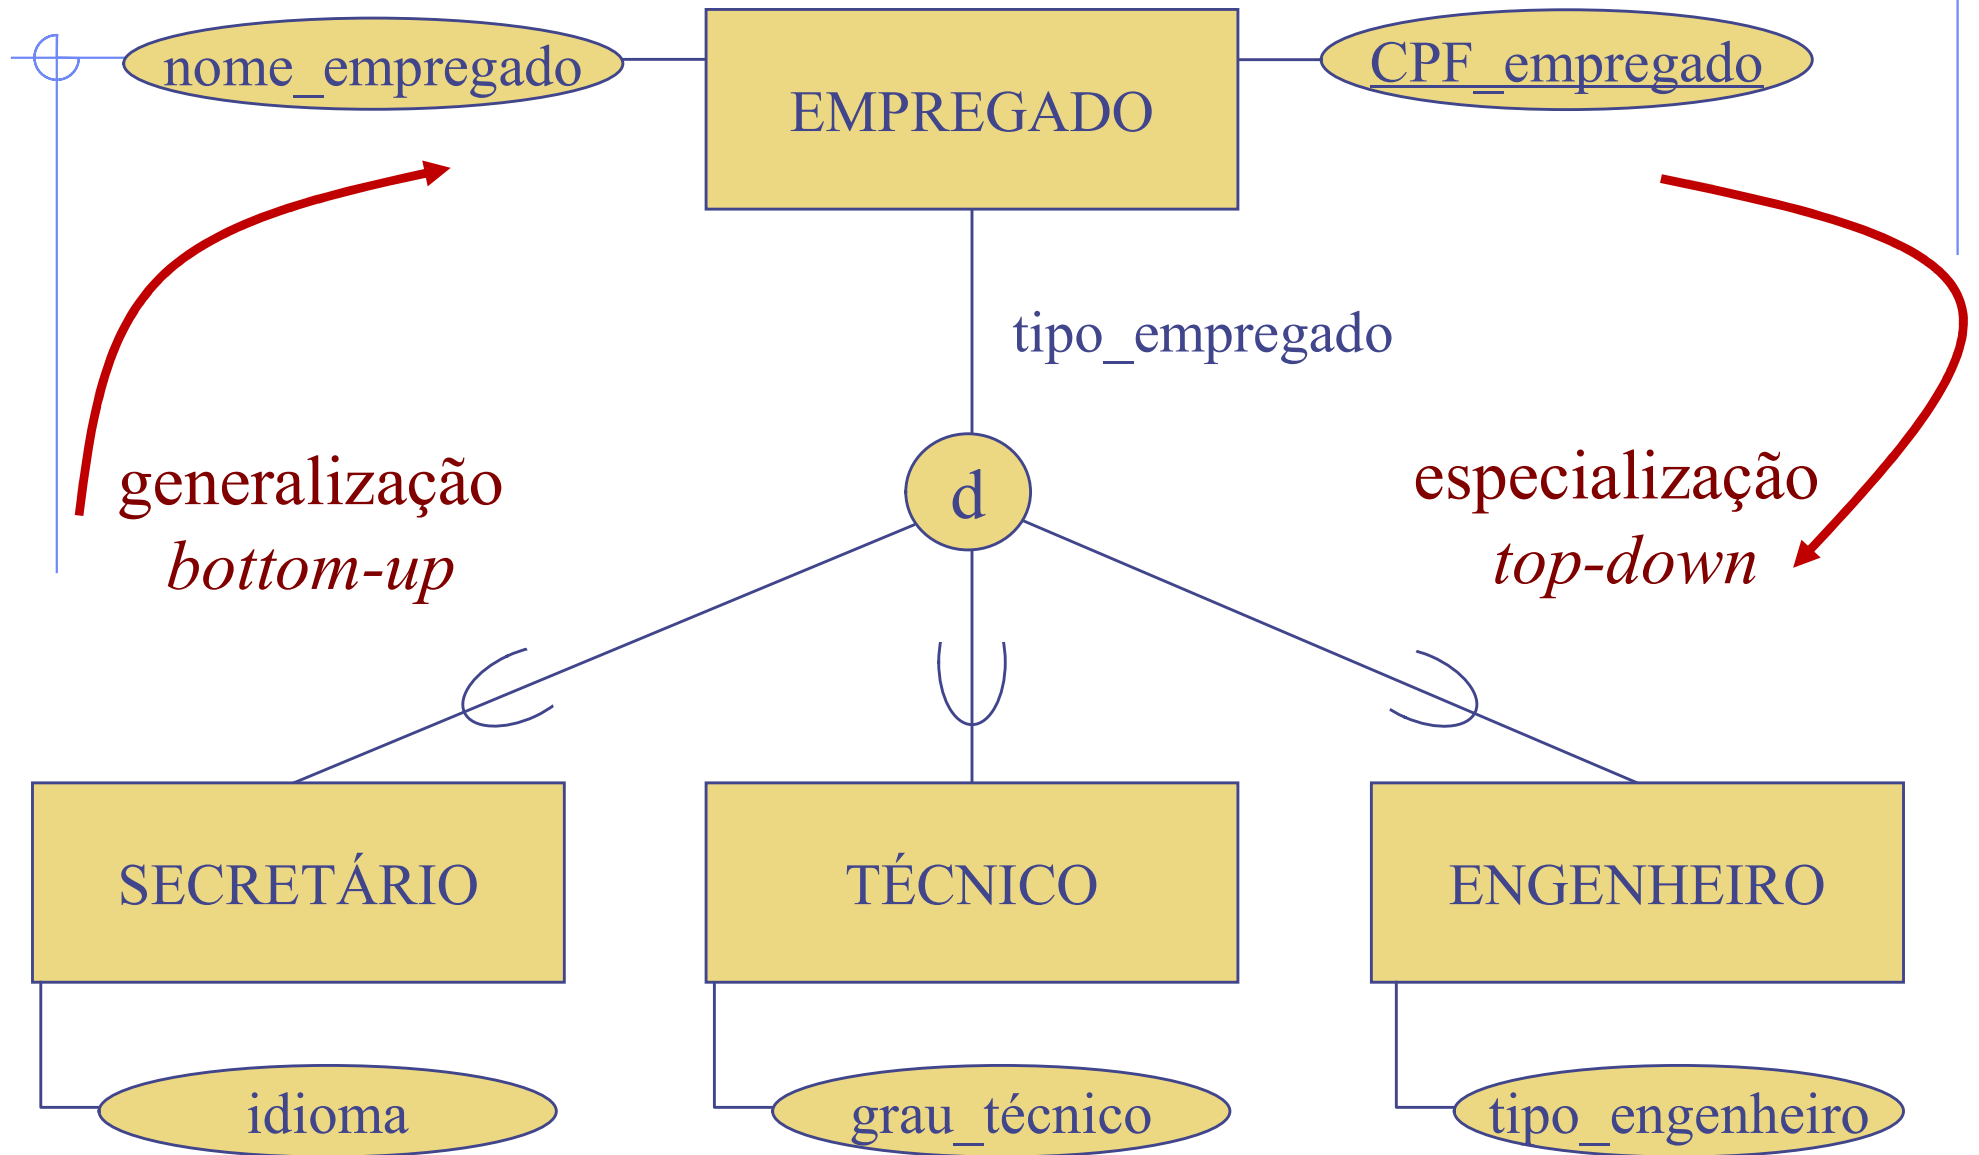 nome_empregado
EMPREGADO
CPF_empregado
tipo_empregado
generalização
bottom-up
d
especialização
top-down
SECRETÁRIO
TÉCNICO
ENGENHEIRO
idioma
grau_técnico
tipo_engenheiro